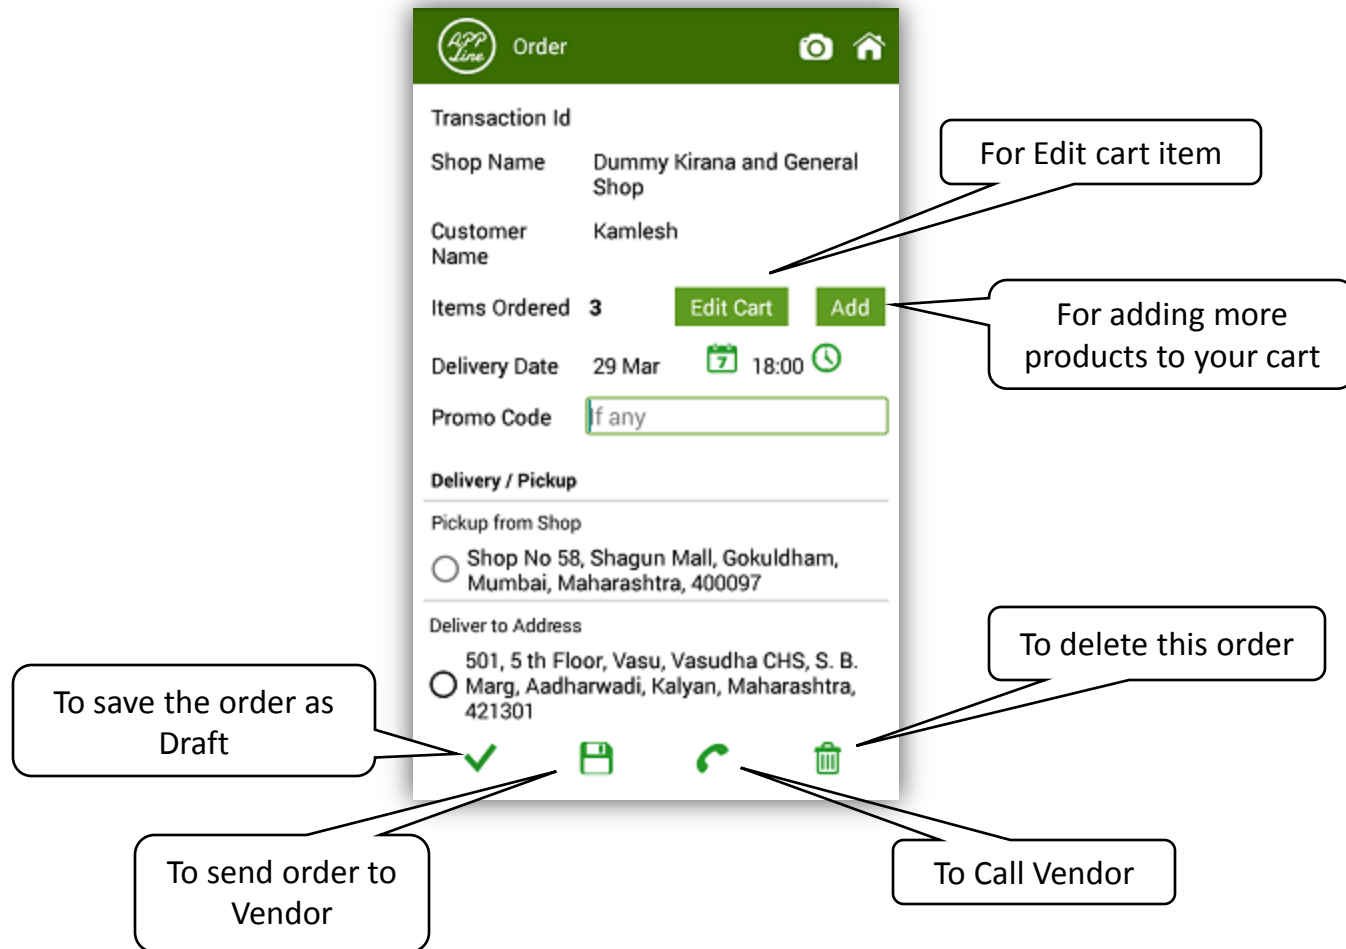 APP
Line
Order
Transaction Id
Shop Name
Dummy Kirana and General
Shop
Customer
Name
Kamlesh
Items Ordered
3
Edit Cart
Add
Delivery Date
29 Mar
7
18:00
Promo Code
If any
Delivery / Pickup
Pickup from Shop
Shop No 58, Shagun Mall, Gokuldham,
Mumbai, Maharashtra, 400097
Deliver to Address
501, 5 th Floor, Vasu, Vasudha CHS, S. B.
Marg, Aadharwadi, Kalyan, Maharashtra,
421301
For Edit cart item
For adding more
products to your cart
To delete this order
To save the order as
Draft
To send order to
Vendor
To Call Vendor